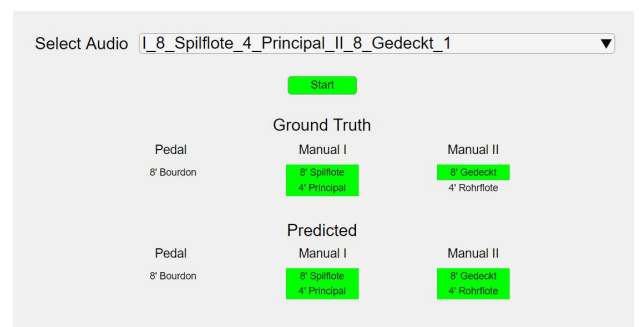 Select Audio I_8_Spilflote_4_Principal_II_8_Gedeckt_1
Start
Ground Truth
Pedal Manual I Manual II
8' Bourdon 8' Spilflote 8' Gedeckt
4' Principal 4' Rohrflote
Predicted
Pedal Manual I Manual II
8' Bourdon 8' Spilflote 8' Gedeckt
4' Principal 4' Rohrflote